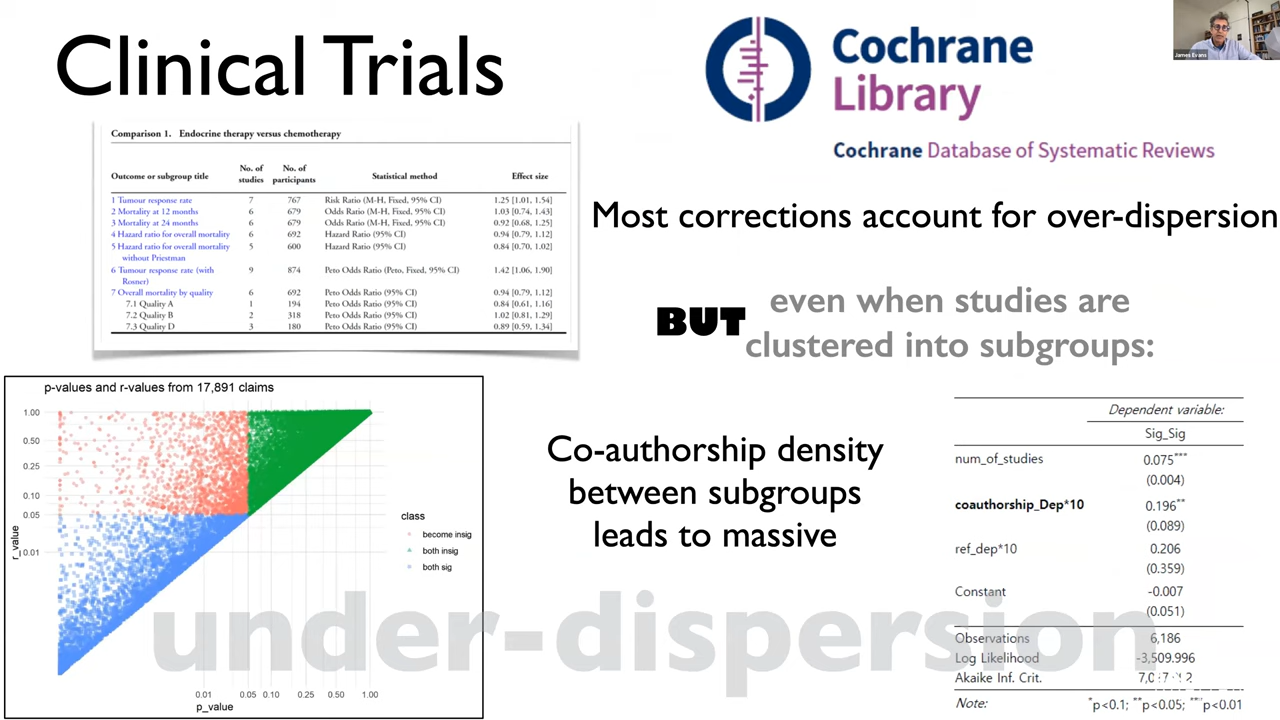 Clinical Trials
Cochrane
Library
Cochrane Database of Systematic Reviews
James Evans
Comparison 1. Endocrine therapy versus chemotherapy
Outcome or subgroup title No. of studies No. of participants Statistical method Effect size
1 Tumour response rate 7 767 Risk Ratio (M-H, Fixed, 95% CI) 1.25 [1.01, 1.54]
2 Mortality at 12 months 6 679 Odds Ratio (M-H, Fixed, 95% CI) 1.03 [0.74, 1.43]
3 Mortality at 24 months 6 679 Odds Ratio (M-H, Fixed, 95% CI) 0.92 [0.68, 1.25]
4 Hazard ratio for overall mortality 6 692 Hazard Ratio (95% CI) 0.94 [0.79, 1.12]
5 Hazard ratio for overall mortality 5 600 Hazard Ratio (95% CI) 0.84 [0.70, 1.02]
without Priestman
6 Tumour response rate (with 9 874 Peto Odds Ratio (Peto, Fixed, 95% CI) 1.42 [1.06, 1.90]
Rosner)
7 Overall mortality by quality 6 692 Peto Odds Ratio (95% CI) 0.94 [0.79, 1.12]
7.1 Quality A 1 194 Peto Odds Ratio (95% CI) 0.84 [0.61, 1.16]
7.2 Quality B 2 318 Peto Odds Ratio (95% CI) 1.02 [0.81, 1.29]
7.3 Quality D 3 180 Peto Odds Ratio (95% CI) 0.89 [0.59, 1.34]
Most corrections account for over-dispersion
BUT
even when studies are
clustered into subgroups:
p-values and r-values from 17,891 claims
1.00
0.50
0.25
0.10
0.05
0.01
r_value
0.01 0.05 0.10 0.25 0.50 1.00
p_value
class
become insig
both insig
both sig
Co-authorship density
between subgroups
leads to massive
under-dispersion
Dependent variable:
Sig_Sig
num_of_studies 0.075***
(0.004)
coauthorship_Dep*10 0.196**
(0.089)
ref_dep*10 0.206
(0.359)
Constant -0.007
(0.051)
Observations 6,186
Log Likelihood -3,509.996
Akaike Inf. Crit.
Note: *p<0.1; **p<0.05; ***p<0.01